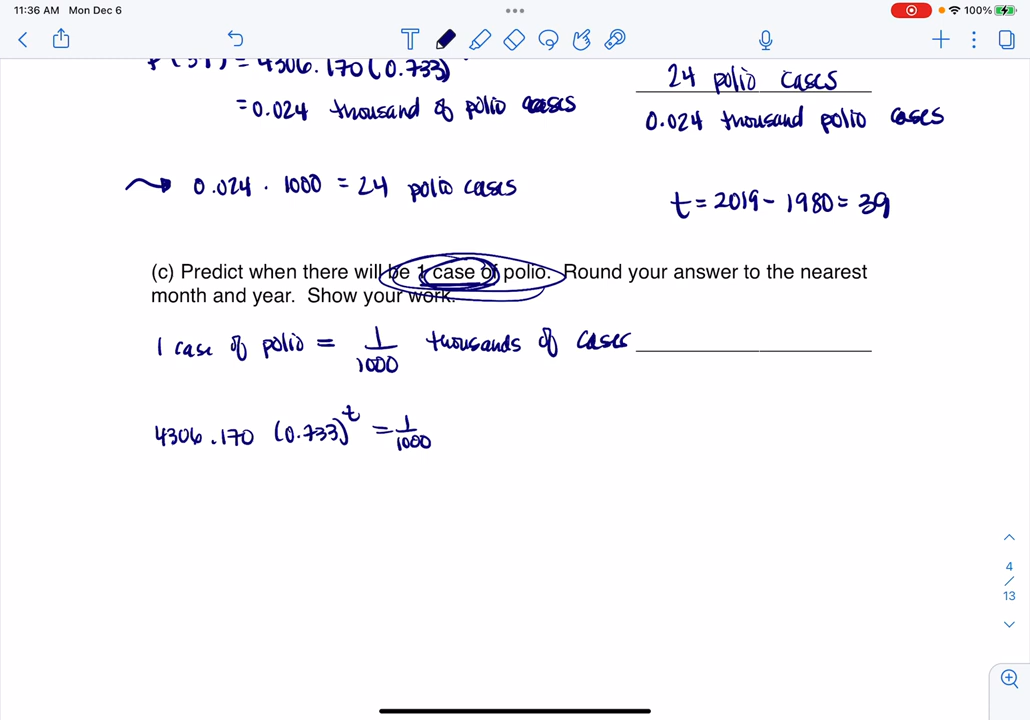 11:36 AM Mon Dec 6
100%
= 4306.170 (0.733)
= 0.024 thousand of polio cases
24 polio cases
0.024 thousand polio cases
0.024 · 1000 = 24 polio cases
t = 2019 - 1980 = 39
(c) Predict when there will be 1 case of polio. Round your answer to the nearest
month and year. Show your work.
1 case of polio = 1/1000 thousands of cases
4306.170 (0.733)^t = 1/1000
4
/
13